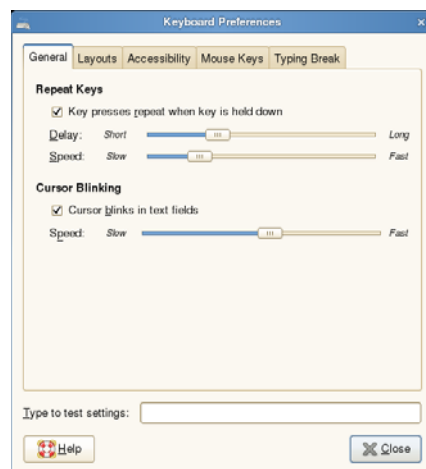 Keyboard Preferences
General Layouts Accessibility Mouse Keys Typing Break
Repeat Keys
Key presses repeat when key is held down
Delay: Short Long
Speed: Slow Fast
Cursor Blinking
Cursor blinks in text fields
Speed: Slow Fast
Type to test settings:
Help Close